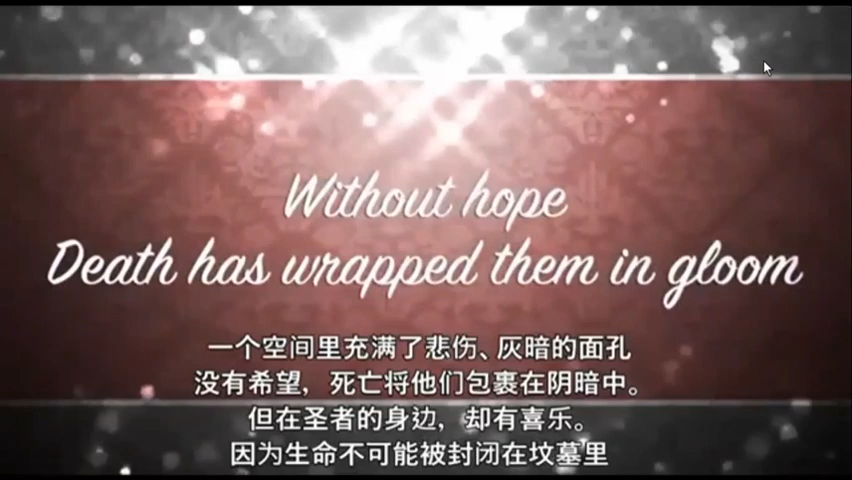 Without hope
Death has wrapped them in gloom
一个空间里充满了悲伤、灰暗的面孔
没有希望，死亡将他们包裹在阴暗中。
但在圣者的身边，却有喜乐。
因为生命不可能被封闭在坟墓里